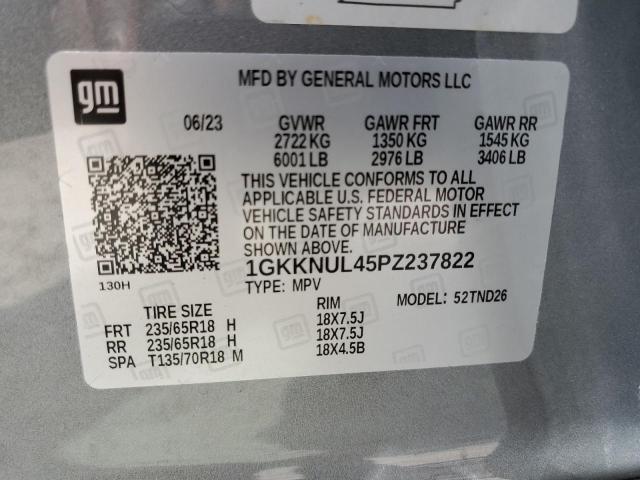 gm
MFD BY GENERAL MOTORS LLC
06/23 GVWR GAWR FRT GAWR RR
2722 KG 1350 KG 1545 KG
6001 LB 2976 LB 3406 LB
THIS VEHICLE CONFORMS TO ALL
APPLICABLE U.S. FEDERAL MOTOR
VEHICLE SAFETY STANDARDS IN EFFECT
ON THE DATE OF MANUFACTURE
SHOWN ABOVE.
130H
1GKKNUL45PZ237822
TYPE: MPV MODEL: 52TND26
TIRE SIZE RIM
FRT 235/65R18 H 18X7.5J
RR 235/65R18 H 18X7.5J
SPA T135/70R18 M 18X4.5B